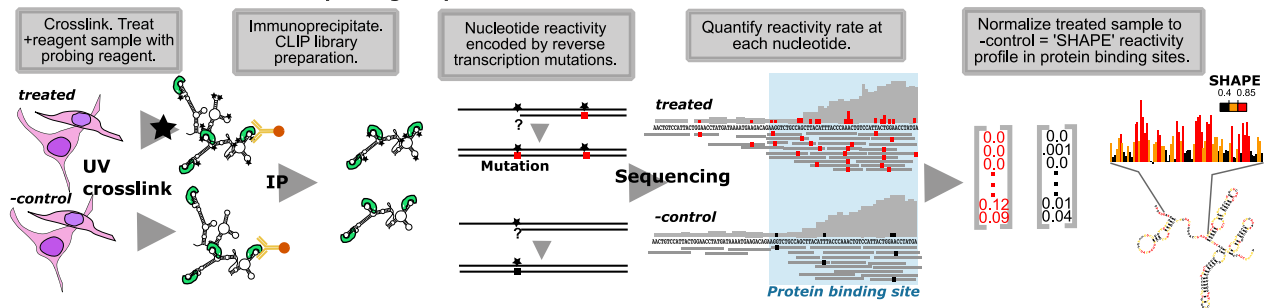 Crosslink. Treat
+reagent sample with
probing reagent.
Immunoprecipitate.
CLIP library
preparation.
Nucleotide reactivity
encoded by reverse
transcription mutations.
Quantify reactivity rate at
each nucleotide.
Normalize treated sample to
-control = 'SHAPE' reactivity
profile in protein binding sites.
treated
UV
crosslink
-control
IP
?
Mutation
?
Sequencing
treated
AACTGTCCATTACTGGAACCTATGATAAAATGAAGACAGAAGGTCTGCCAGCTTACATTTACCCAAACTGTCCATTACTGGAACCTATGA
-control
AACTGTCCATTACTGGAACCTATGATAAAATGAAGACAGAAGGTCTGCCAGCTTACATTTACCCAAACTGTCCATTACTGGAACCTATGA
Protein binding site
0.0
0.0
0.0
0.12
0.09
0.0
.001
0.0
0.01
0.04
SHAPE
0.4 0.85